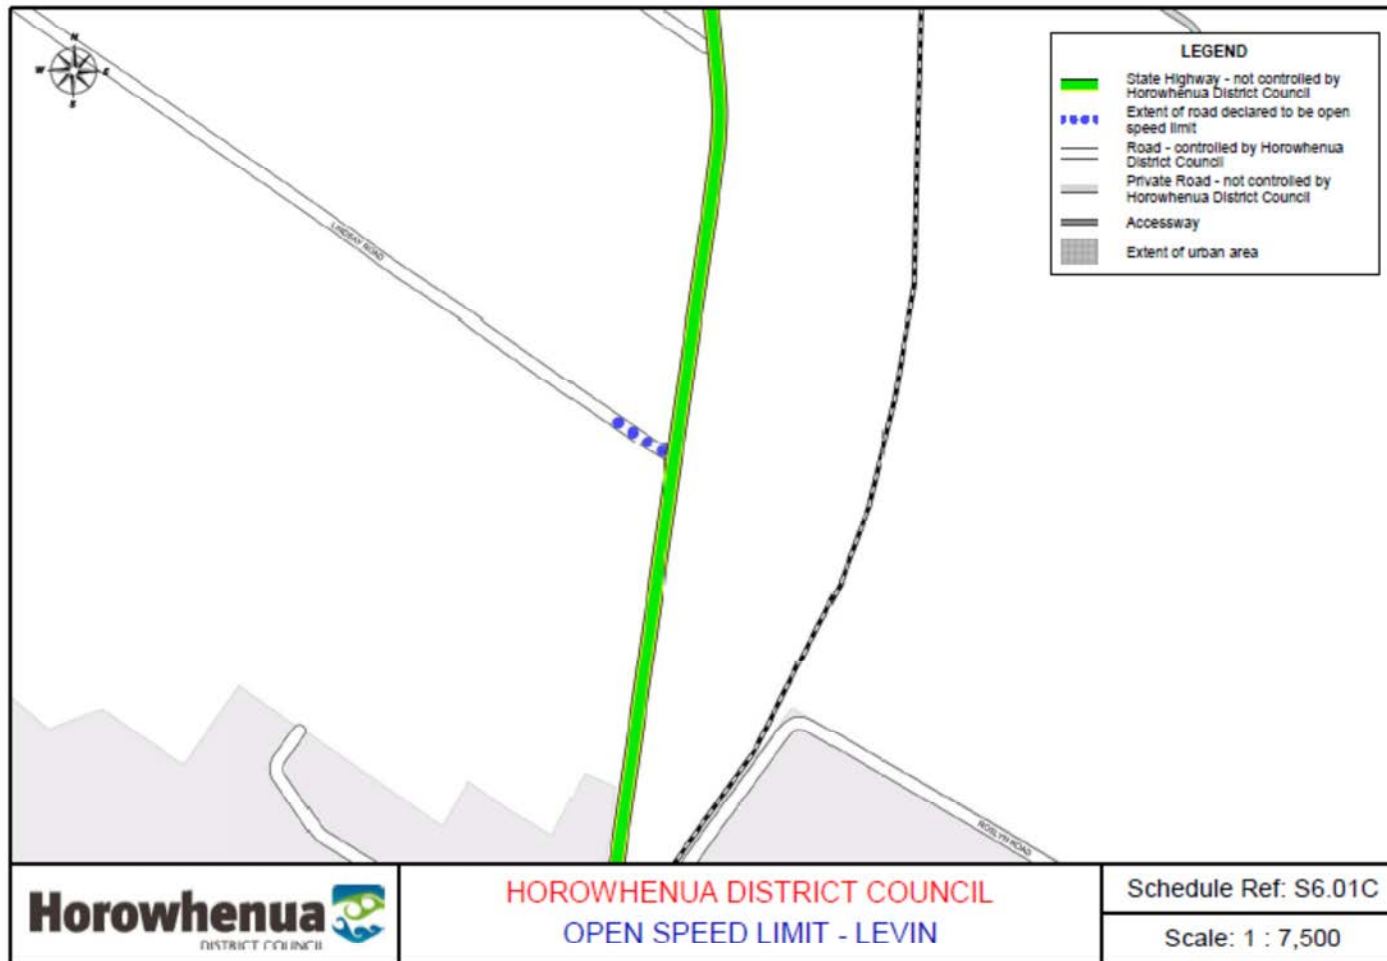 N
W
E
S
LEGEND
State Highway - not controlled by
Horowhenua District Council
Extent of road declared to be open
speed limit
Road - controlled by Horowhenua
District Council
Private Road - not controlled by
Horowhenua District Council
Accessway
Extent of urban area
LINDSAY ROAD
ROSLYN ROAD
Horowhenua
DISTRICT COUNCIL
HOROWHENUA DISTRICT COUNCIL
OPEN SPEED LIMIT - LEVIN
Schedule Ref: S6.01C
Scale: 1 : 7,500